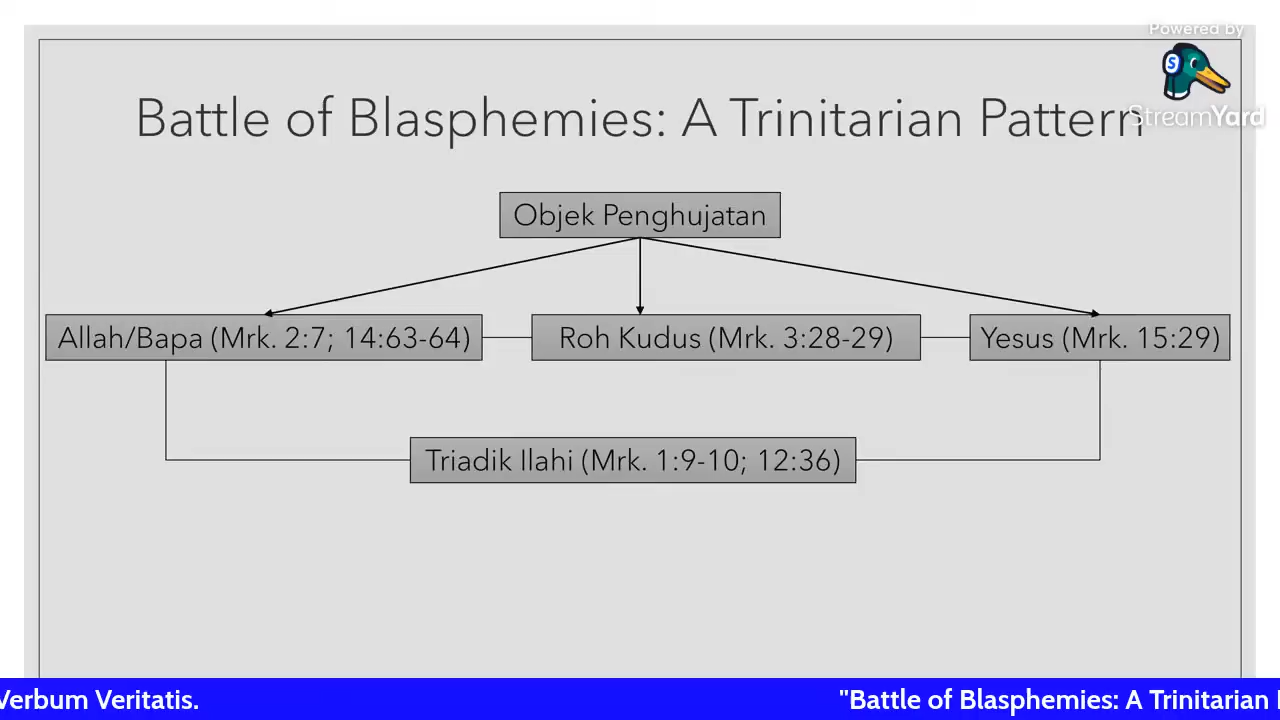 Powered by
StreamYard
Battle of Blasphemies: A Trinitarian Pattern
Objek Penghujatan
Allah/Bapa (Mrk. 2:7; 14:63-64)
Roh Kudus (Mrk. 3:28-29)
Yesus (Mrk. 15:29)
Triadik Ilahi (Mrk. 1:9-10; 12:36)
Verbum Veritatis. "Battle of Blasphemies: A Trinitarian